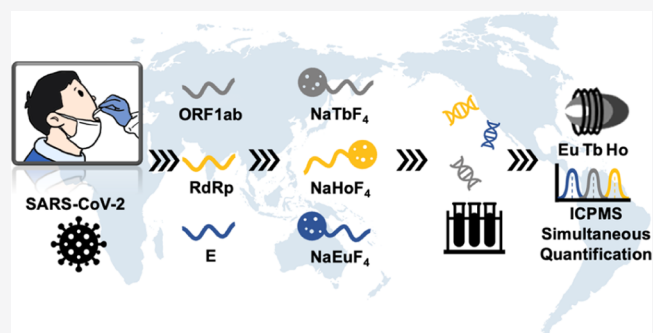 SARS-CoV-2
ORF1ab
RdRp
E
NaTbF₄
NaHoF₄
NaEuF₄
Eu Tb Ho
ICPMS
Simultaneous
Quantification